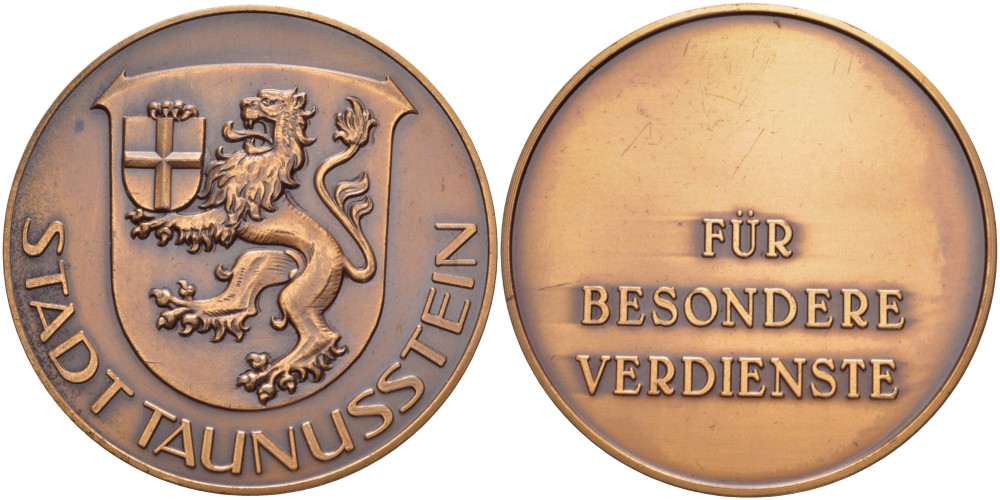 STADT TAUNUSSTEIN
FÜR
BESONDERE
VERDIENSTE